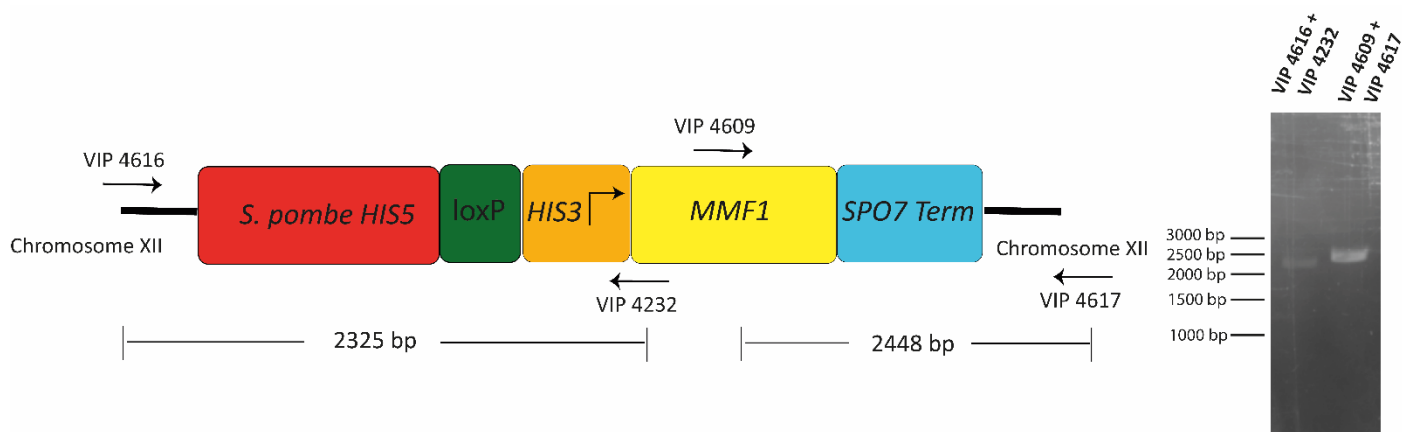 VIP 4616
VIP 4609
S. pombe HIS5
loxP
HIS3
MMF1
SPO7 Term
Chromosome XII
Chromosome XII
VIP 4232
VIP 4617
2325 bp
2448 bp
VIP 4616 +
VIP 4232
VIP 4609 +
VIP 4617
3000 bp
2500 bp
2000 bp
1500 bp
1000 bp